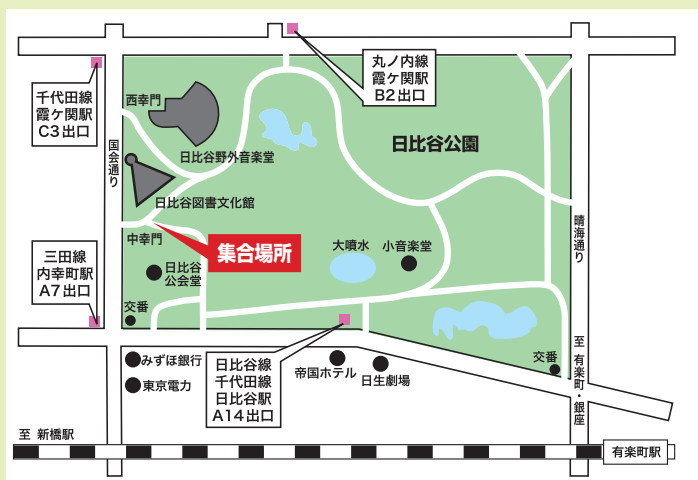 丸ノ内線
霞ケ関駅
B2出口
千代田線
霞ケ関駅
C3出口
西幸門
日比谷野外音楽堂
日比谷公園
国会通り
日比谷図書文化館
中幸門
集合場所
晴海通り
三田線
内幸町駅
A7出口
日比谷
公会堂
大噴水
小音楽堂
交番
みずほ銀行
東京電力
日比谷線
千代田線
日比谷駅
A14出口
帝国ホテル
日生劇場
交番
至 有楽町・銀座
至 新橋駅
有楽町駅